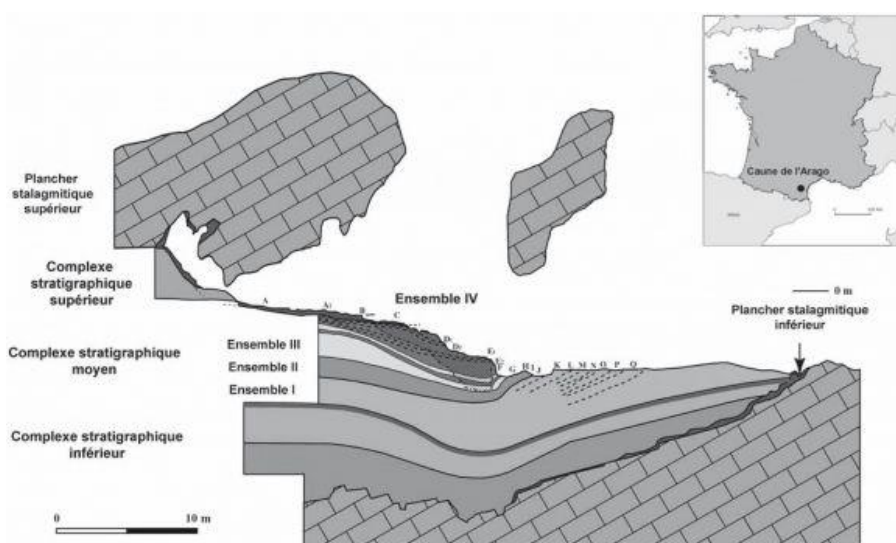 Caune de l'Arago
Plancher
stalagmitique
supérieur
Complexe
stratigraphique
supérieur
Ensemble IV
0 m
Plancher stalagmitique
inférieur
A
A1
B
C
Complexe stratigraphique
moyen
Ensemble III
Ensemble II
Ensemble I
F
G
H I J
K L M N O P Q
Complexe stratigraphique
inférieur
0 10 m